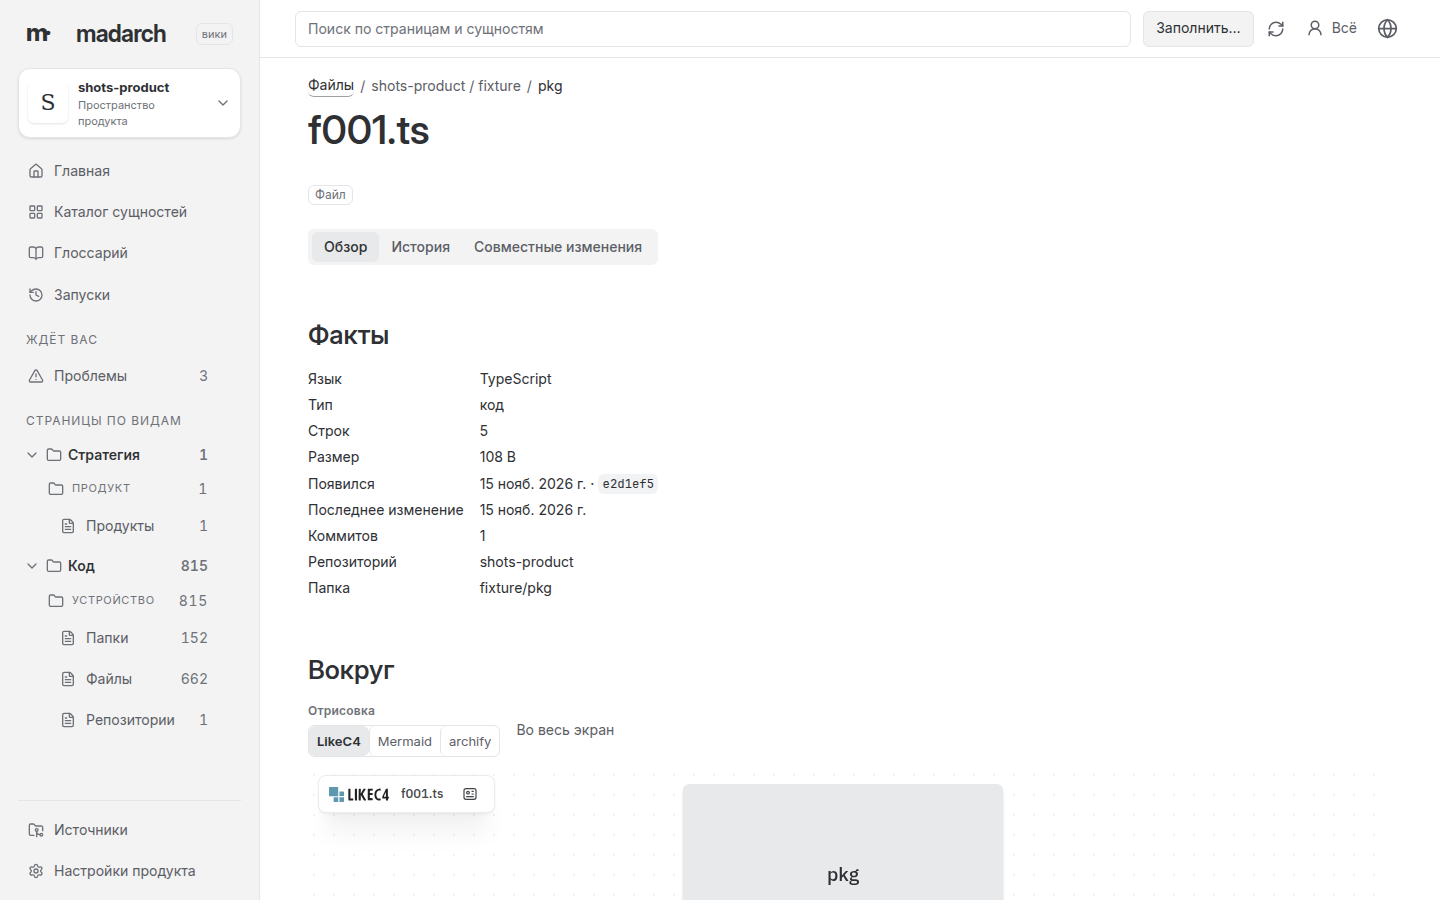 m madarch вики
Поиск по страницам и сущностям
Заполнить...
Всё
S
shots-product
Пространство
продукта
Главная
Каталог сущностей
Глоссарий
Запуски
ЖДЁТ ВАС
Проблемы 3
СТРАНИЦЫ ПО ВИДАМ
Стратегия 1
ПРОДУКТ 1
Продукты 1
Код 815
УСТРОЙСТВО 815
Папки 152
Файлы 662
Репозитории 1
Источники
Настройки продукта
Файлы / shots-product / fixture / pkg
f001.ts
Файл
Обзор История Совместные изменения
Факты
Язык TypeScript
Тип код
Строк 5
Размер 108 B
Появился 15 нояб. 2026 г. · e2d1ef5
Последнее изменение 15 нояб. 2026 г.
Коммитов 1
Репозиторий shots-product
Папка fixture/pkg
Вокруг
Отрисовка
LikeC4 Mermaid archify Во весь экран
LIKEC4 f001.ts
pkg